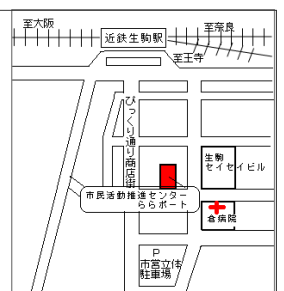 至大阪
近鉄生駒駅
至奈良
至王寺
びっくり通り商店街
生駒
セイセイビル
市民活動推進センター
ららポート
倉病院
P
市営立体
駐車場